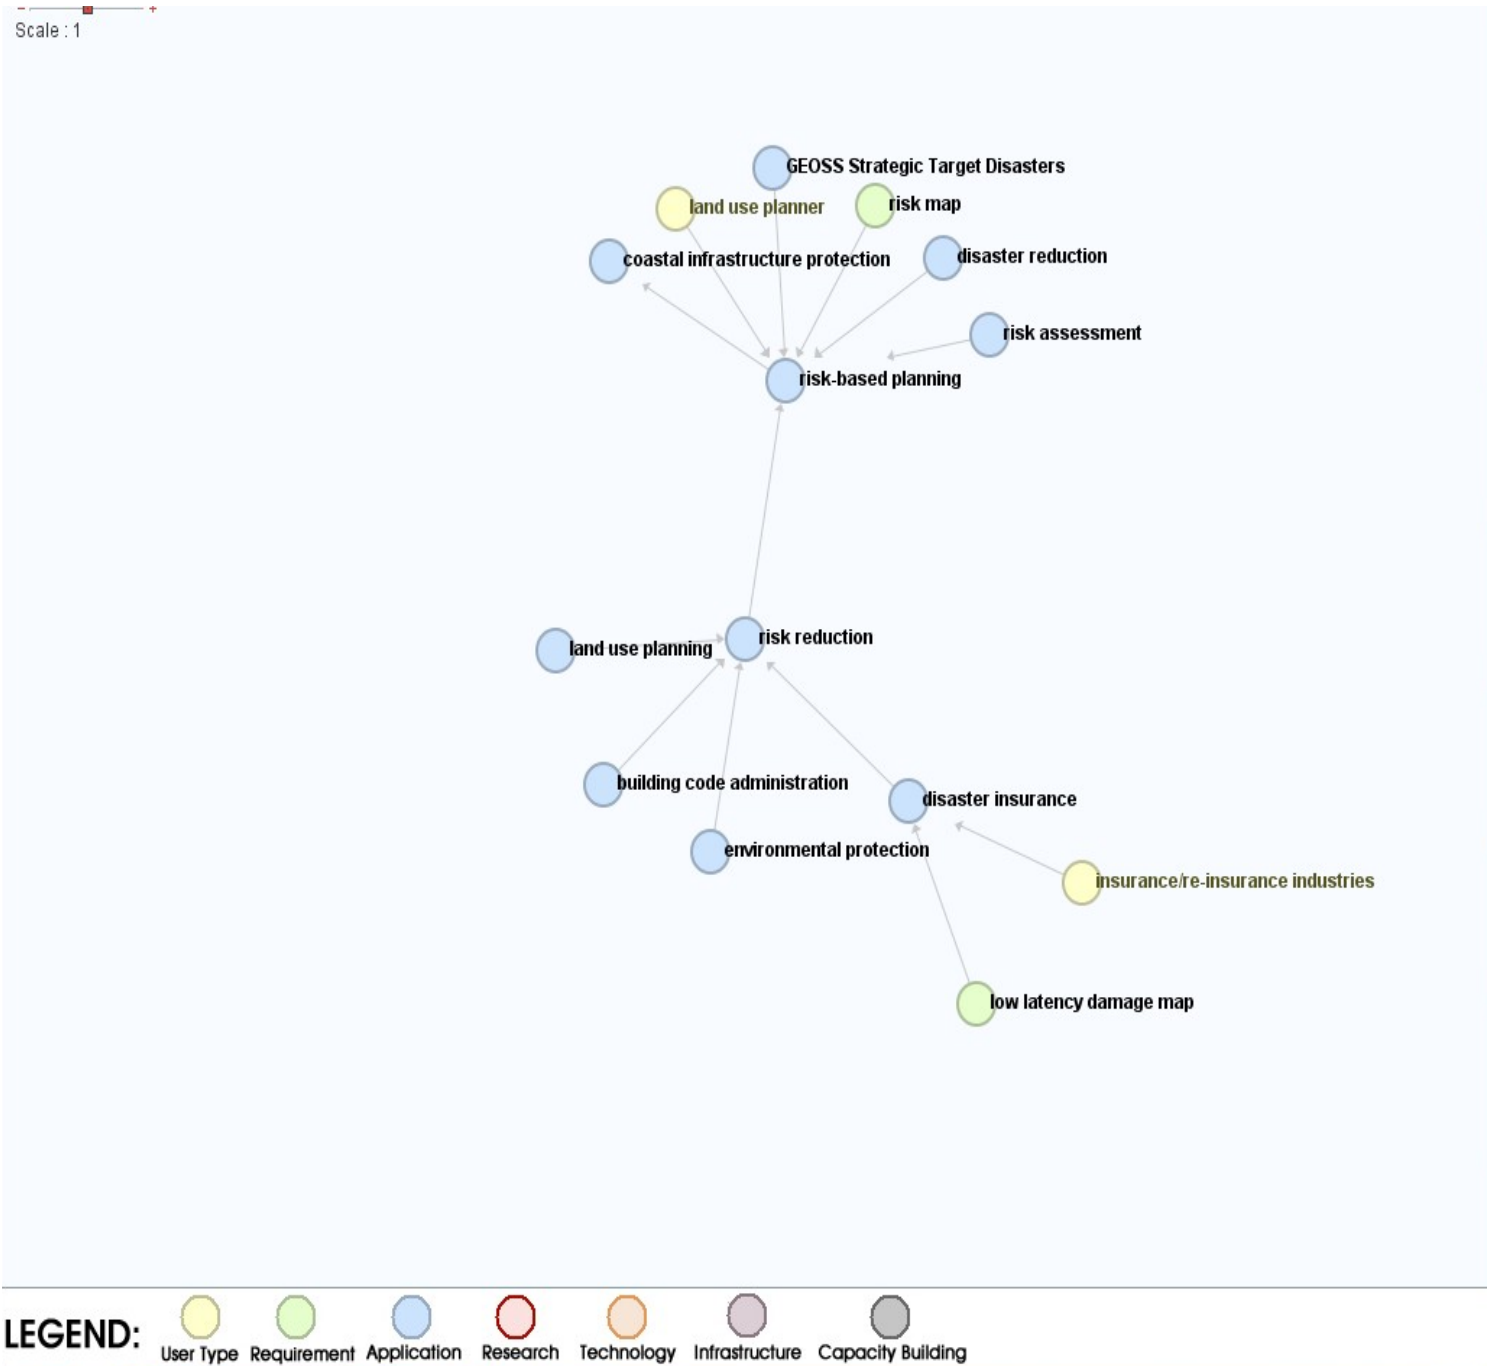 - +
Scale : 1
GEOSS Strategic Target Disasters
land use planner
risk map
coastal infrastructure protection
disaster reduction
risk assessment
risk-based planning
risk reduction
land use planning
building code administration
disaster insurance
environmental protection
insurance/re-insurance industries
low latency damage map
LEGEND:
User Type
Requirement
Application
Research
Technology
Infrastructure
Capacity Building